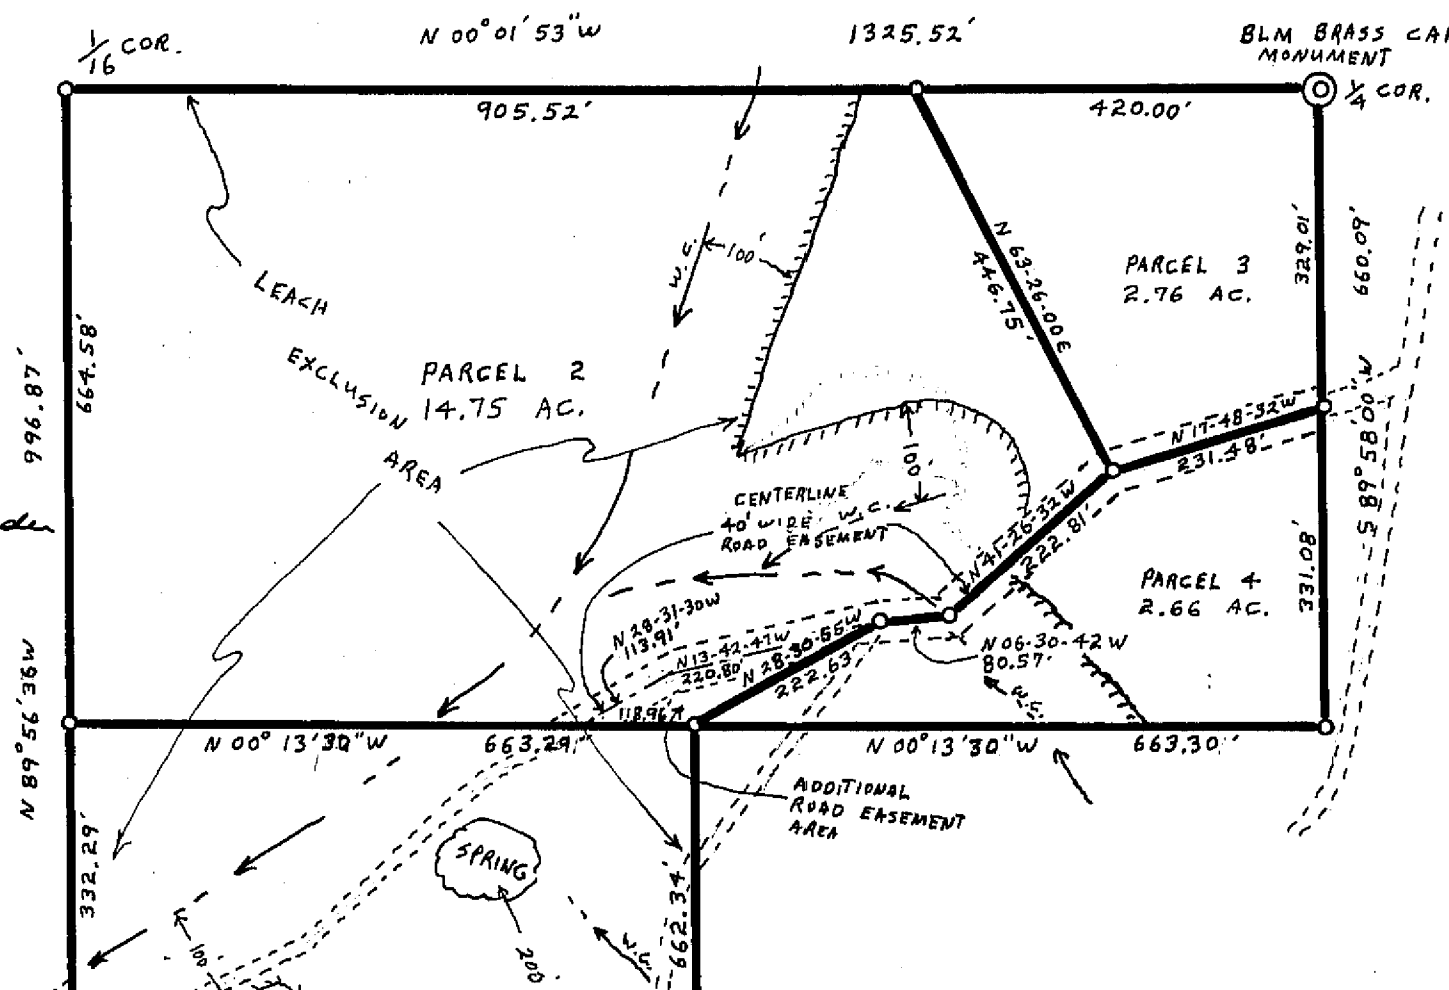 1/16 COR.
N 00°01'53"W
1325.52'
BLM BRASS CA
MONUMENT
1/4 COR.
905.52'
420.00'
W.C.
100'
N 63-26-00E
446.75'
PARCEL 3
2.76 AC.
329.01'
660.09'
LEACH
EXCLUSION
AREA
664.58'
996.87'
PARCEL 2
14.75 AC.
N 17-48-32W
231.48'
S 89°58'00"W
100'
CENTERLINE
40' WIDE
ROAD EASEMENT
W.C.
N 41-26-32W
222.81'
PARCEL 4
2.66 AC.
331.08'
N 28-31-30W
113.91'
N 13-42-47W
220.80'
N 28-30-55W
222.63'
N 06-30-42W
80.57'
W.C.
118.96'
N 89°56'36W
N 00°13'30"W
663.29'
N 00°13'30"W
663.30'
ADDITIONAL
ROAD EASEMENT
AREA
332.29'
SPRING
662.34'
100'
200'
W.C.